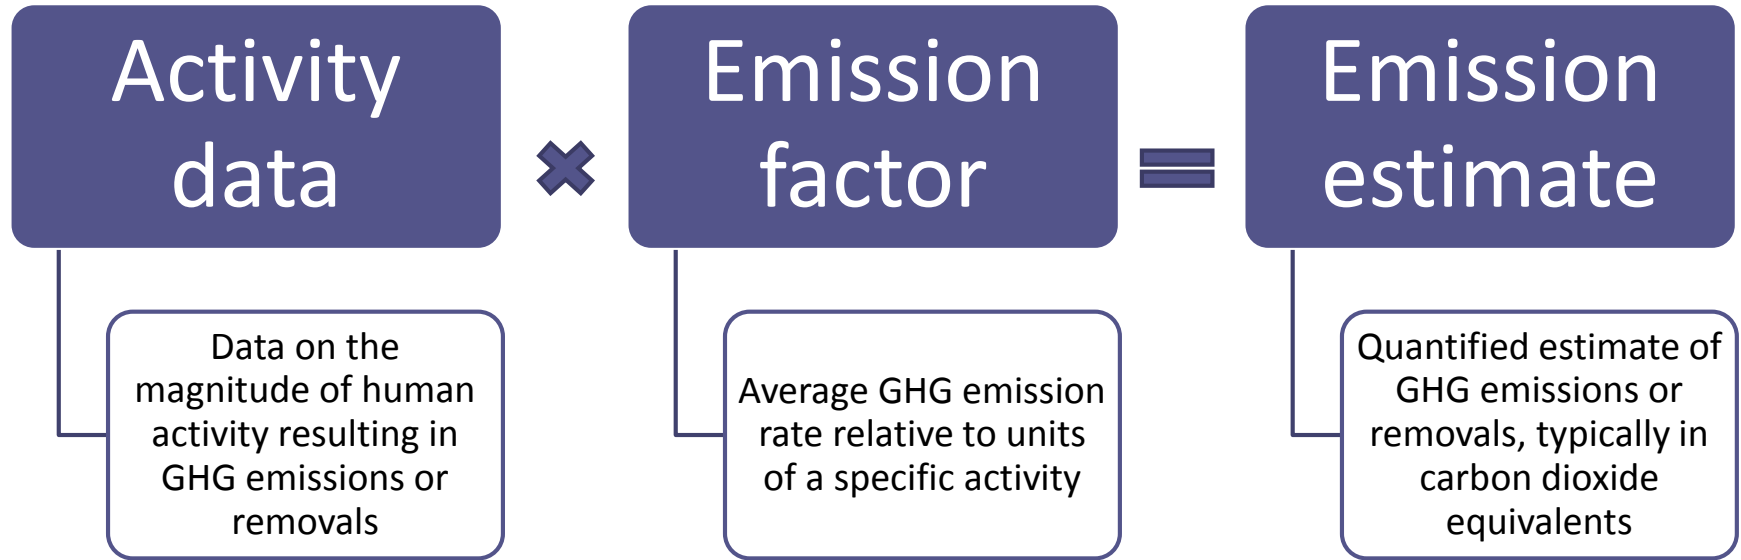 Activity
data
Emission
factor
Emission
estimate
Data on the
magnitude of human
activity resulting in
GHG emissions or
removals
Average GHG emission
rate relative to units
of a specific activity
Quantified estimate of
GHG emissions or
removals, typically in
carbon dioxide
equivalents